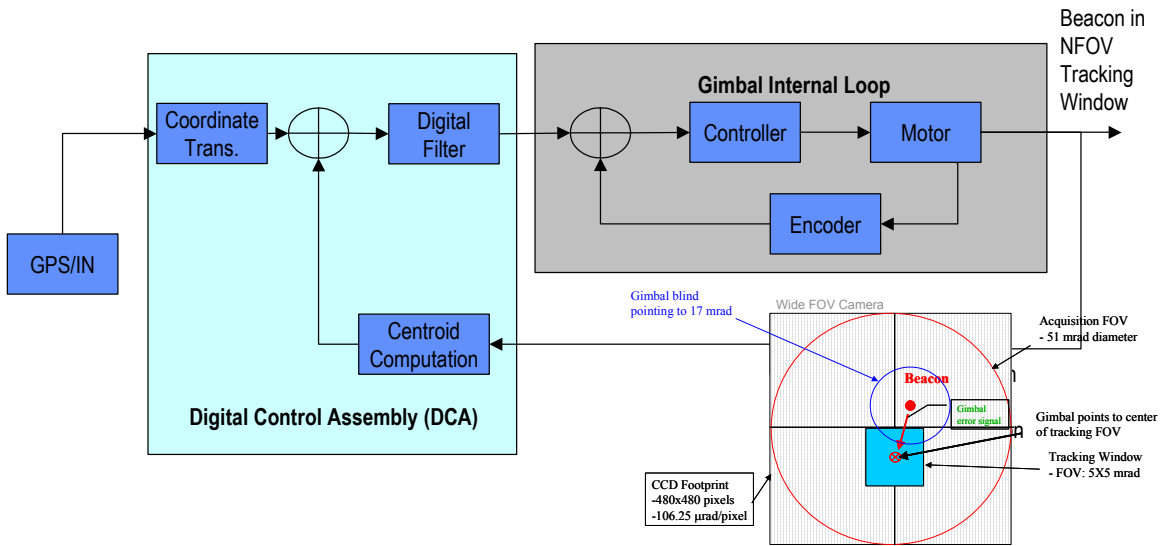 Beacon in
NFOV
Tracking
Window
Gimbal Internal Loop
Coordinate
Trans.
Digital
Filter
Controller
Motor
Encoder
GPS/IN
Centroid
Computation
Digital Control Assembly (DCA)
Gimbal blind
pointing to 17 mrad
Wide FOV Camera
Acquisition FOV
- 51 mrad diameter
Beacon
Gimbal
error signal
Gimbal points to center
of tracking FOV
Tracking Window
- FOV: 5X5 mrad
CCD Footprint
-480x480 pixels
-106.25 µrad/pixel